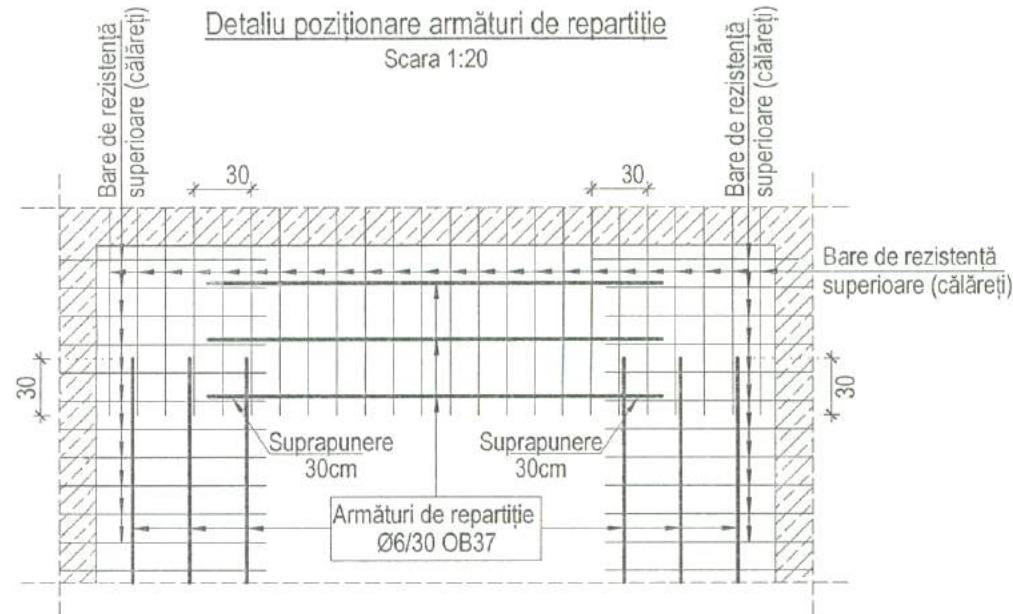 Detaliu poziționare armături de repartitie
Scara 1:20
Bare de rezistență
superioare (călăreți)
Bare de rezistență
superioare (călăreți)
30
30
Bare de rezistență
superioare (călăreți)
30
30
Suprapunere
30cm
Suprapunere
30cm
Armături de repartiție
Ø6/30 OB37